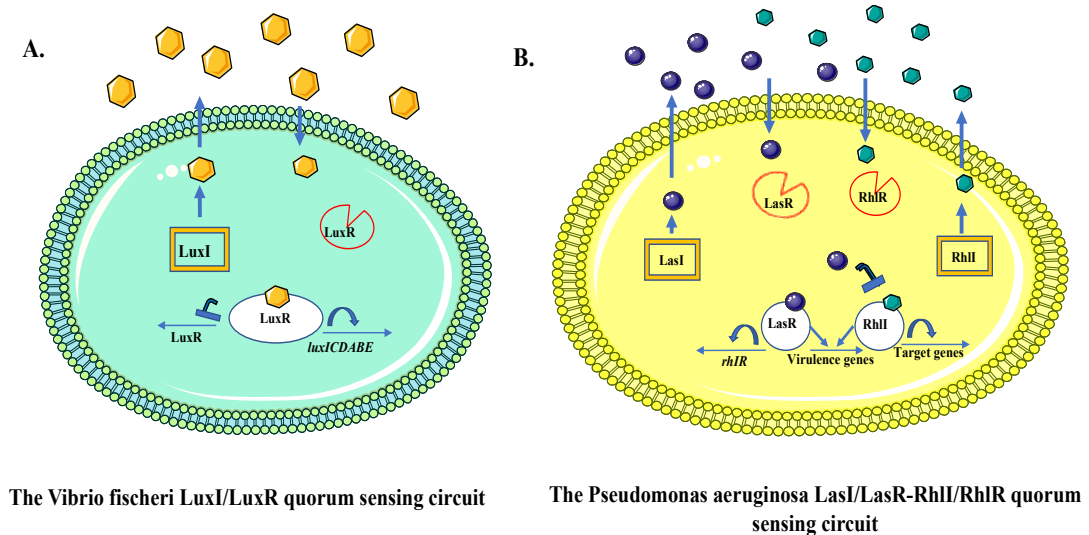 A.
LuxI
LuxR
LuxR
LuxR
luxICDABE
The Vibrio fischeri LuxI/LuxR quorum sensing circuit
B.
LasR
RhlR
LasI
RhlI
LasR
RhlI
rhIR
Virulence genes
Target genes
The Pseudomonas aeruginosa LasI/LasR-RhlI/RhlR quorum
sensing circuit